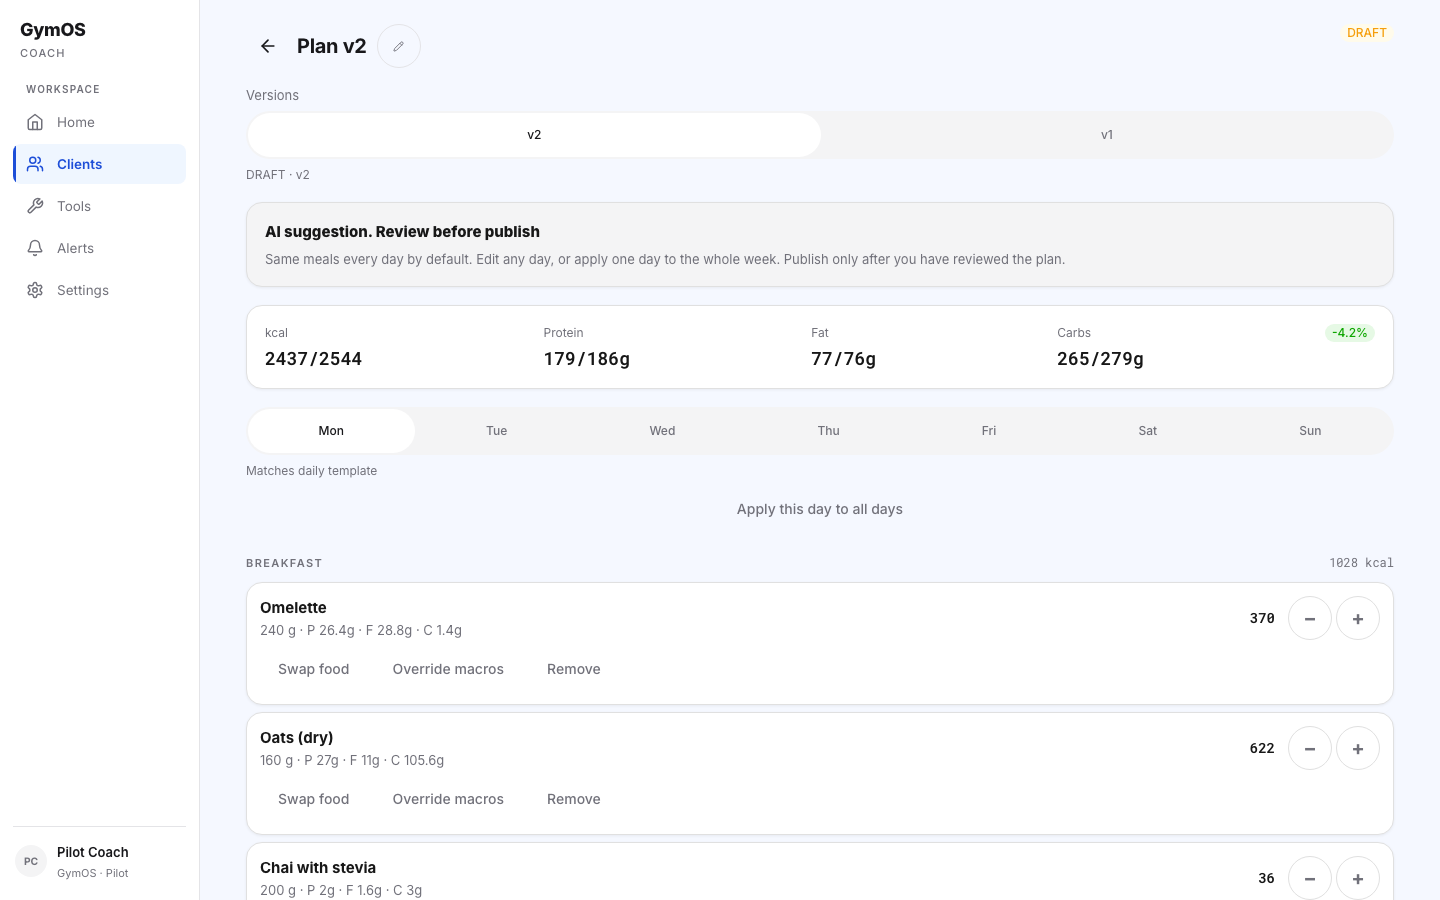 GymOS
COACH
WORKSPACE
Home
Clients
Tools
Alerts
Settings
PC
Pilot Coach
GymOS · Pilot
Plan v2
DRAFT
Versions
v2
v1
DRAFT · v2
AI suggestion. Review before publish
Same meals every day by default. Edit any day, or apply one day to the whole week. Publish only after you have reviewed the plan.
kcal
2437/2544
Protein
179/186g
Fat
77/76g
Carbs
265/279g
-4.2%
Mon
Tue
Wed
Thu
Fri
Sat
Sun
Matches daily template
Apply this day to all days
BREAKFAST
1028 kcal
Omelette
240 g · P 26.4g · F 28.8g · C 1.4g
370
−
+
Swap food
Override macros
Remove
Oats (dry)
160 g · P 27g · F 11g · C 105.6g
622
−
+
Swap food
Override macros
Remove
Chai with stevia
200 g · P 2g · F 1.6g · C 3g
36
−
+